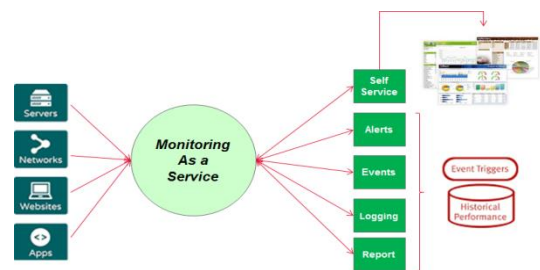 Servers
Networks
Websites
Apps
Monitoring
As a
Service
Self
Service
Alerts
Events
Logging
Report
Event Triggers
Historical
Performance